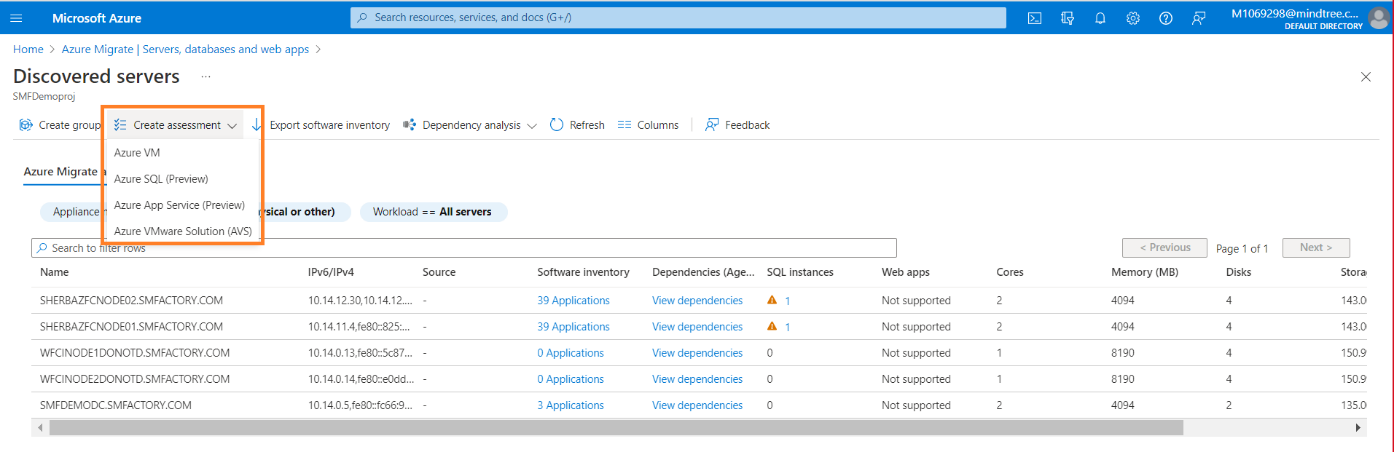 Microsoft Azure
Search resources, services, and docs (G+/)
M1069298@mindtree.c...
DEFAULT DIRECTORY
Home > Azure Migrate | Servers, databases and web apps >
Discovered servers ...
SMFDemoproj
Create group Create assessment Export software inventory Dependency analysis Refresh Columns Feedback
Azure VM
Azure SQL (Preview)
Azure App Service (Preview)
Azure VMware Solution (AVS)
Azure Migrate a
Appliance ysical or other) Workload == All servers
Search to filter rows
< Previous Page 1 of 1 Next >
Name IPv6/IPv4 Source Software inventory Dependencies (Age... SQL instances Web apps Cores Memory (MB) Disks Storag
SHERBAZFCNODE02.SMFACTORY.COM 10.14.12.30,10.14.12.... - 39 Applications View dependencies 1 Not supported 2 4094 4 143.0
SHERBAZFCNODE01.SMFACTORY.COM 10.14.11.4,fe80::825:... - 39 Applications View dependencies 1 Not supported 2 4094 4 143.0
WFCINODE1DONOTD.SMFACTORY.COM 10.14.0.13,fe80::5c87... - 0 Applications View dependencies 0 Not supported 1 8190 4 150.9
WFCINODE2DONOTD.SMFACTORY.COM 10.14.0.14,fe80::e0dd... - 0 Applications View dependencies 0 Not supported 1 8190 4 150.9
SMFDEMODC.SMFACTORY.COM 10.14.0.5,fe80::fc66:9... - 3 Applications View dependencies 0 Not supported 2 4094 2 135.0